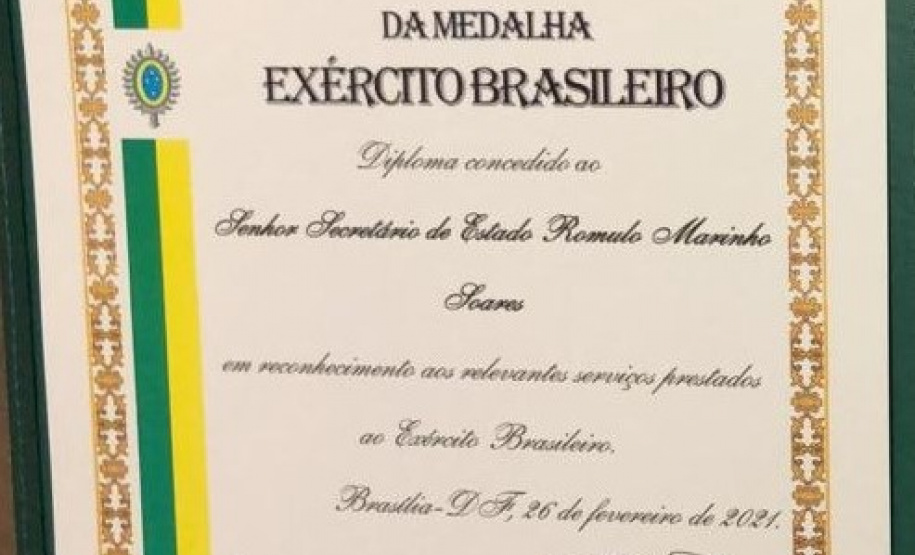 DA MEDALHA
EXÉRCITO BRASILEIRO
Diploma concedido ao
Senhor Secretário de Estado Romulo Marinho
Soares
em reconhecimento aos relevantes serviços prestados
ao Exército Brasileiro.
Brasília-DF, 26 de fevereiro de 2021.